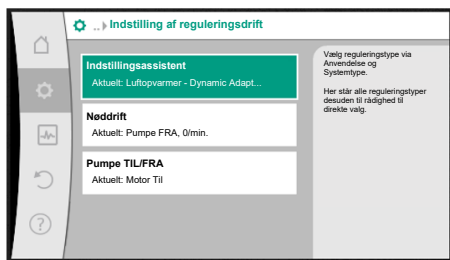 .. Indstilling af reguleringsdrift
Indstillingsassistent
Aktuelt: Luftopvarmer - Dynamic Adapt...
Nøddrift
Aktuelt: Pumpe FRA, 0/min.
Pumpe TIL/FRA
Aktuelt: Motor Til
Vælg reguleringstype via
Anvendelse og
Systemtype.
Her står alle reguleringstyper
desuden til rådighed til
direkte valg.
?